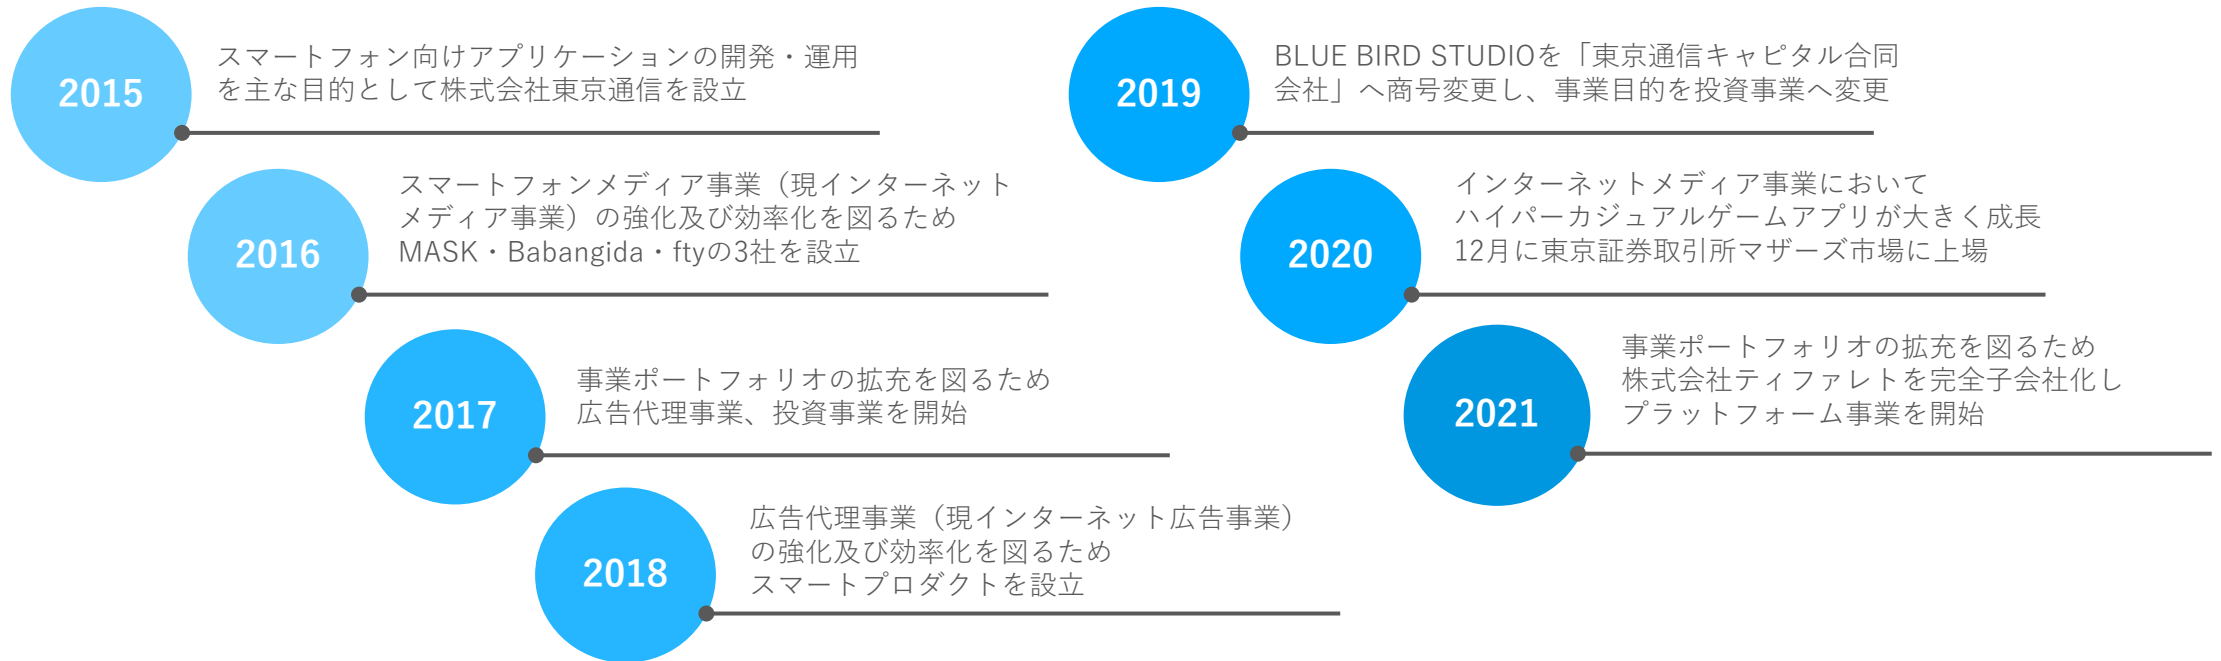 2015
スマートフォン向けアプリケーションの開発・運用
を主な目的として株式会社東京通信を設立
2016
スマートフォンメディア事業（現インターネット
メディア事業）の強化及び効率化を図るため
MASK・Babangida・ftyの3社を設立
2017
事業ポートフォリオの拡充を図るため
広告代理事業、投資事業を開始
2018
広告代理事業（現インターネット広告事業）
の強化及び効率化を図るため
スマートプロダクトを設立
2019
BLUE BIRD STUDIOを「東京通信キャピタル合同
会社」へ商号変更し、事業目的を投資事業へ変更
2020
インターネットメディア事業において
ハイパーカジュアルゲームアプリが大きく成長
12月に東京証券取引所マザーズ市場に上場
2021
事業ポートフォリオの拡充を図るため
株式会社ティファレトを完全子会社化し
プラットフォーム事業を開始